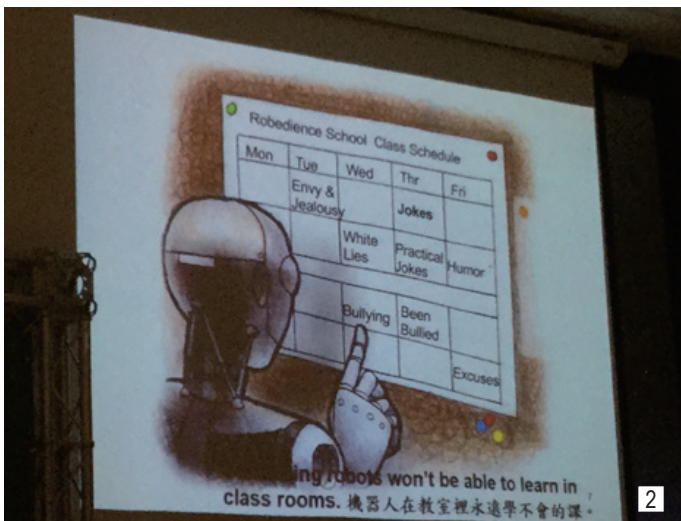 Robedience School Class Schedule
Mon Tue Wed Thr Fri
Envy & Jealousy Jokes
White Lies Practical Jokes Humor
Bullying Been Bullied
Excuses
ing robots won't be able to learn in
class rooms. 機器人在教室裡永遠學不會的課。
7
2